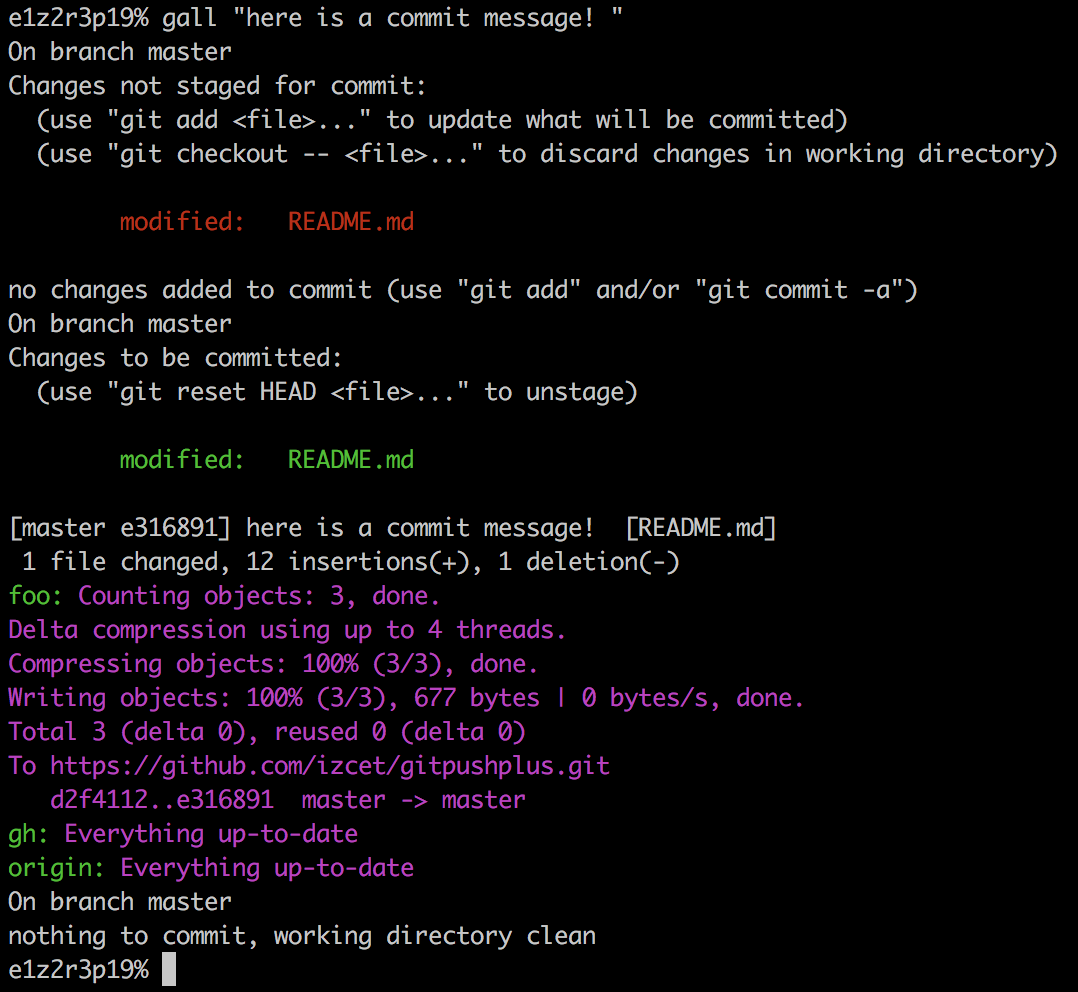 e1z2r3p19% gall "here is a commit message! "
On branch master
Changes not staged for commit:
  (use "git add <file>..." to update what will be committed)
  (use "git checkout -- <file>..." to discard changes in working directory)
        modified:   README.md
no changes added to commit (use "git add" and/or "git commit -a")
On branch master
Changes to be committed:
  (use "git reset HEAD <file>..." to unstage)
        modified:   README.md
[master e316891] here is a commit message!  [README.md]
 1 file changed, 12 insertions(+), 1 deletion(-)
foo: Counting objects: 3, done.
Delta compression using up to 4 threads.
Compressing objects: 100% (3/3), done.
Writing objects: 100% (3/3), 677 bytes | 0 bytes/s, done.
Total 3 (delta 0), reused 0 (delta 0)
To https://github.com/izcet/gitpushplus.git
   d2f4112..e316891  master -> master
gh: Everything up-to-date
origin: Everything up-to-date
On branch master
nothing to commit, working directory clean
e1z2r3p19%